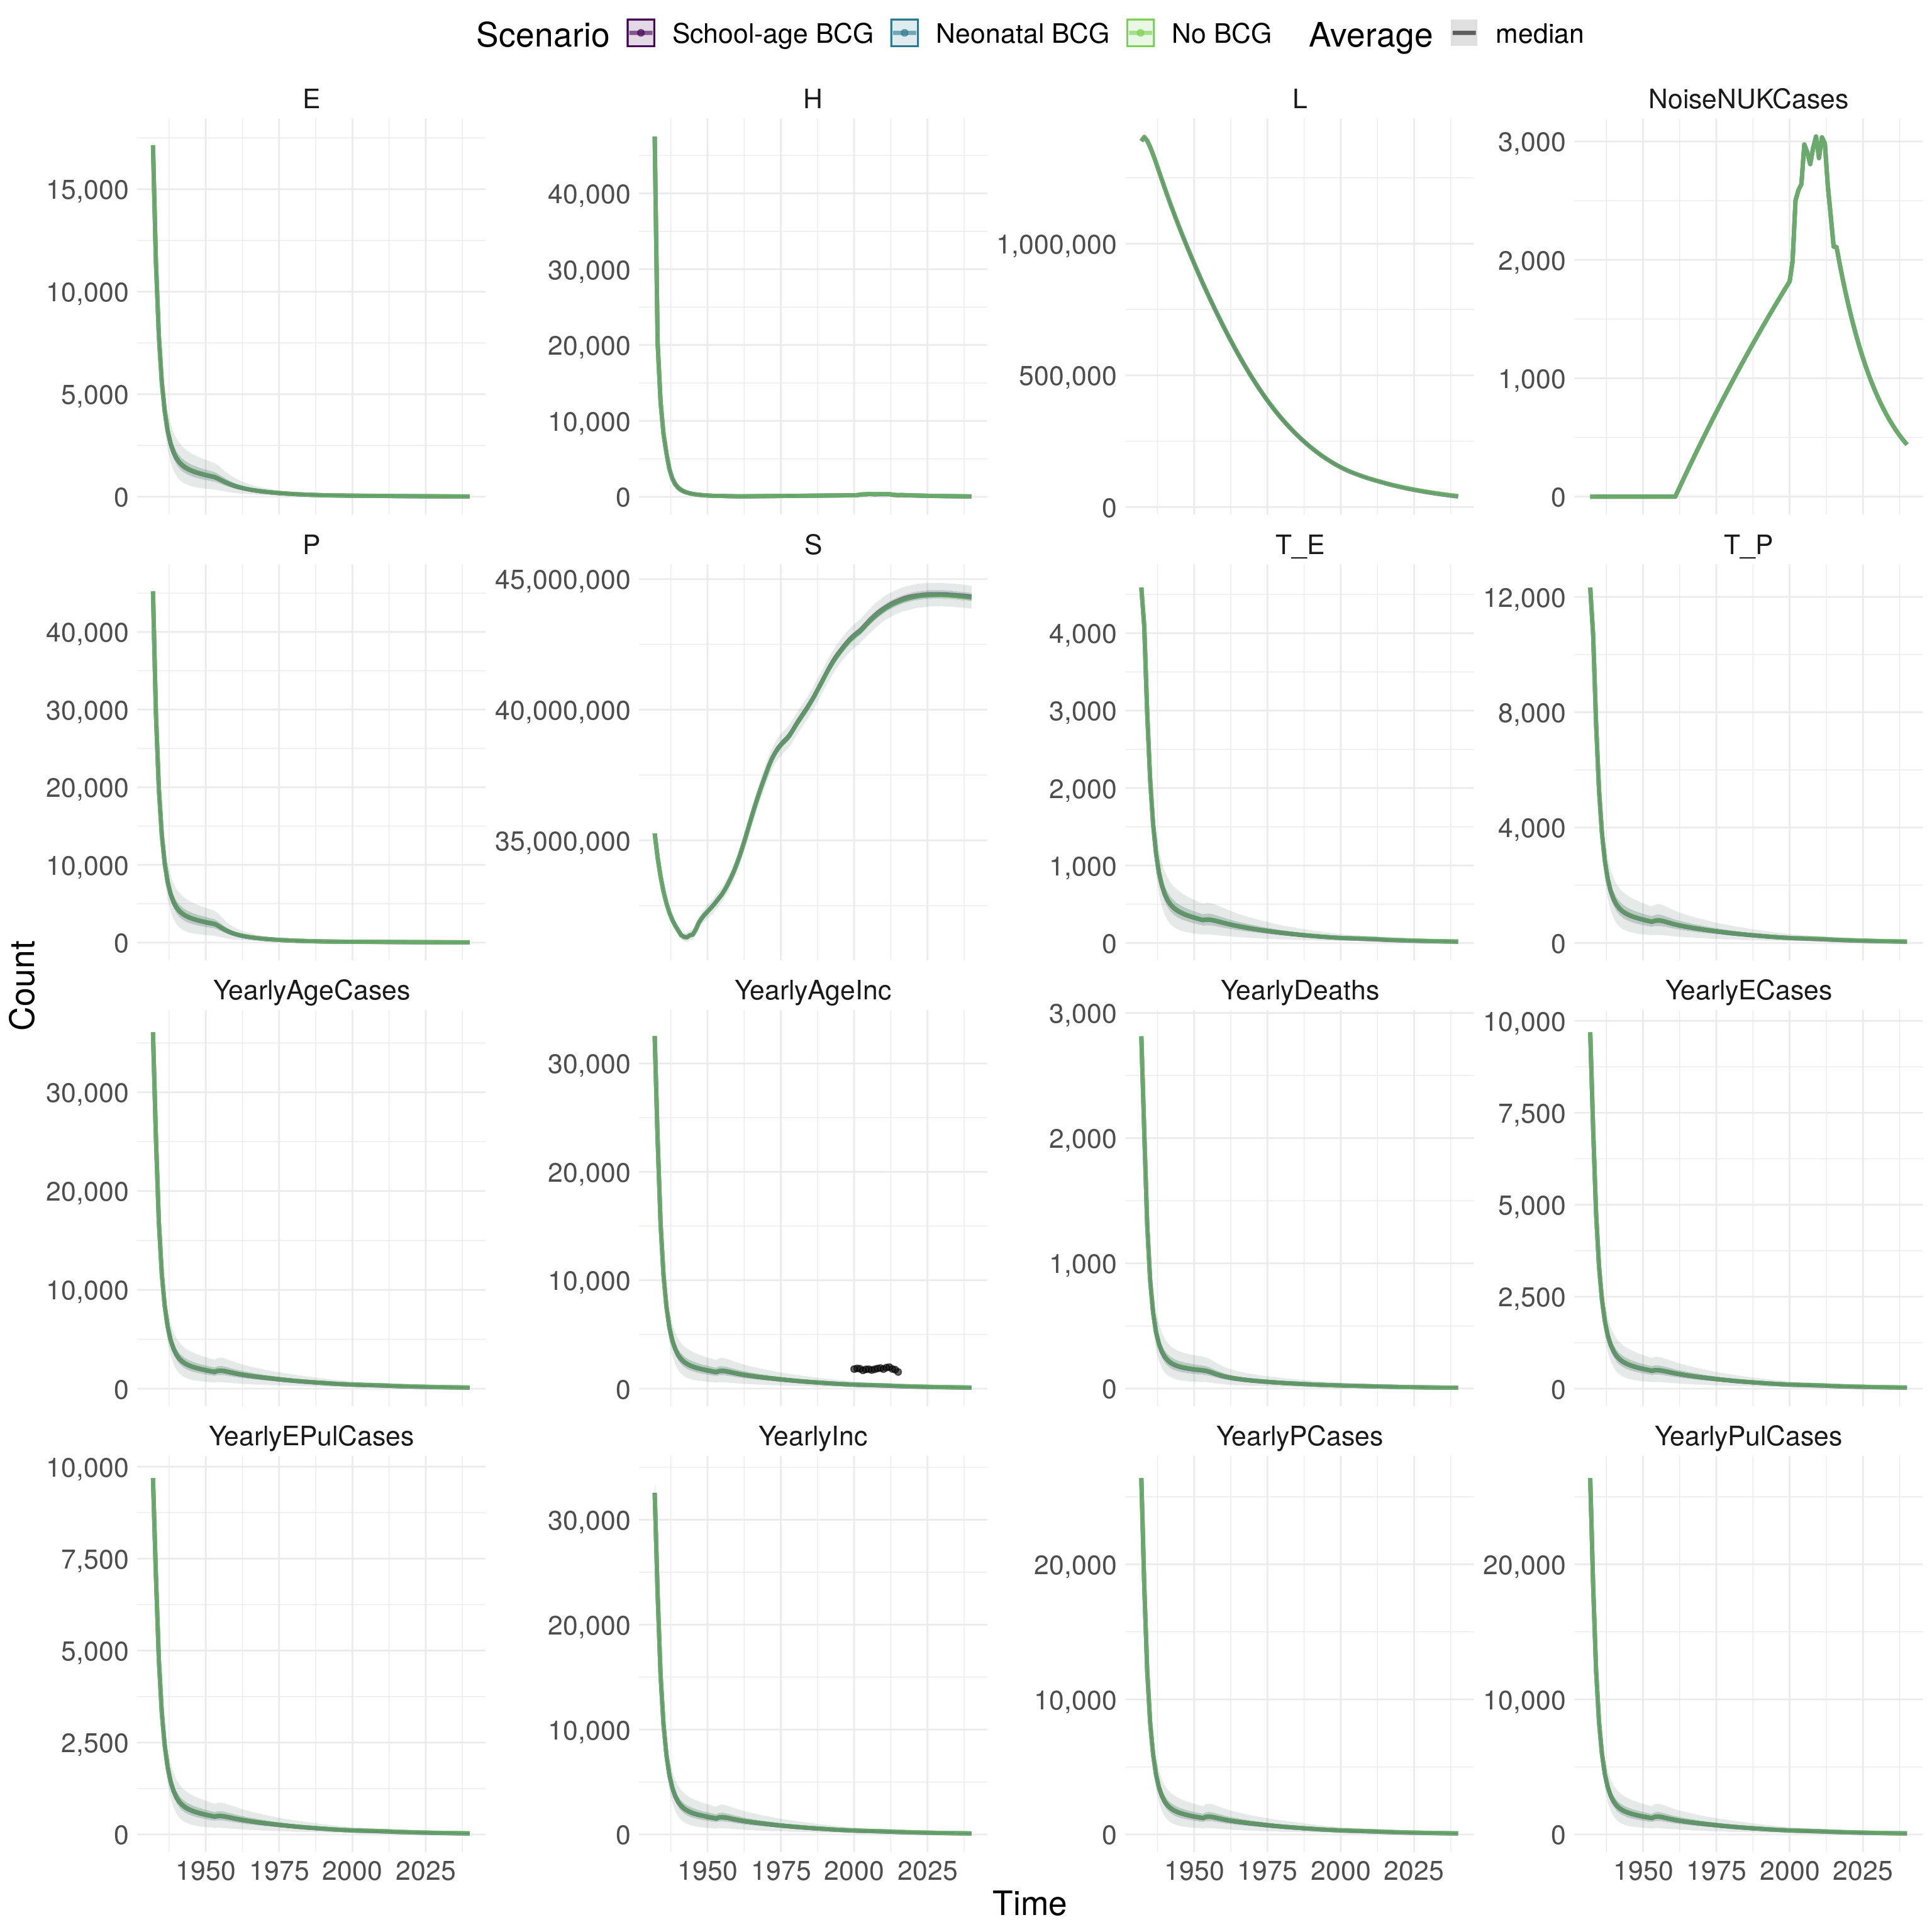 Scenario School-age BCG Neonatal BCG No BCG Average median
E H L NoiseNUKCases
15,000 10,000 5,000 0
40,000 30,000 20,000 10,000 0
1,000,000 500,000 0
3,000 2,000 1,000 0
P S T_E T_P
40,000 30,000 20,000 10,000 0
45,000,000 40,000,000 35,000,000
4,000 3,000 2,000 1,000 0
12,000 8,000 4,000 0
Count
YearlyAgeCases YearlyAgeInc YearlyDeaths YearlyECases
30,000 20,000 10,000 0
30,000 20,000 10,000 0
3,000 2,000 1,000 0
10,000 7,500 5,000 2,500 0
YearlyEPulCases YearlyInc YearlyPCases YearlyPulCases
10,000 7,500 5,000 2,500 0
30,000 20,000 10,000 0
20,000 10,000 0
20,000 10,000 0
1950 1975 2000 2025 1950 1975 2000 2025 1950 1975 2000 2025 1950 1975 2000 2025
Time